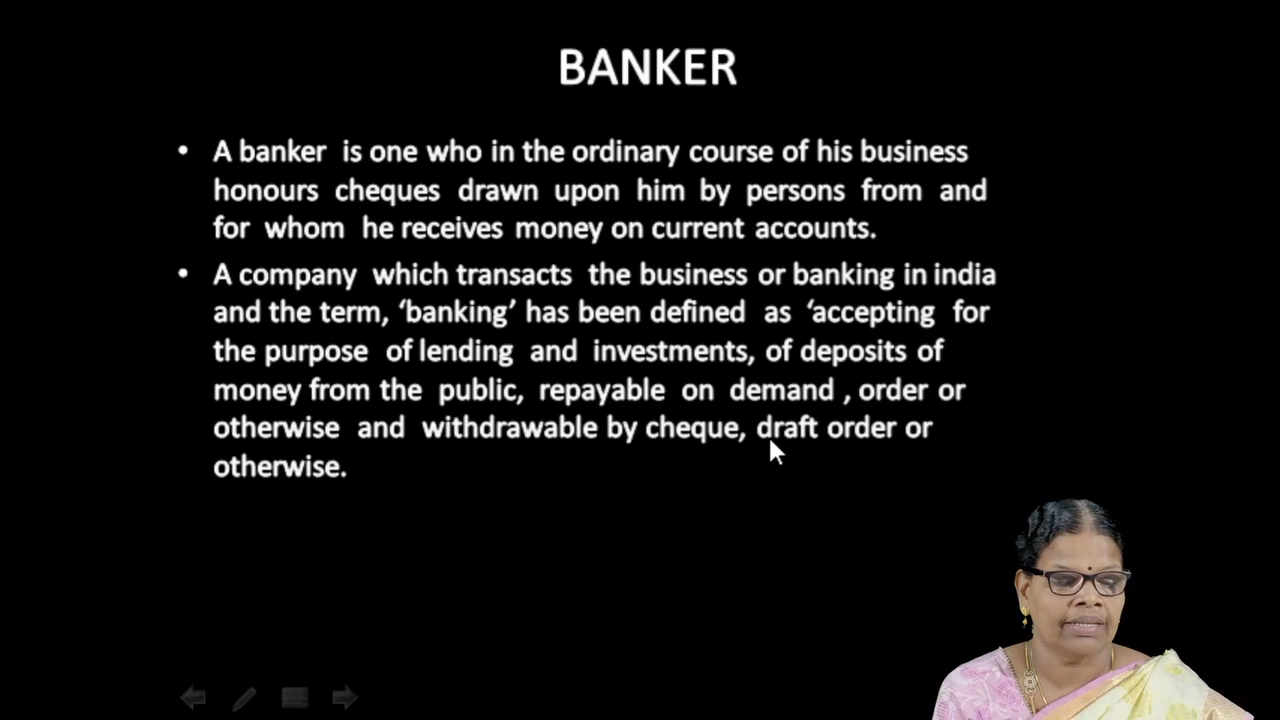 BANKER
• A banker is one who in the ordinary course of his business
honours cheques drawn upon him by persons from and
for whom he receives money on current accounts.
• A company which transacts the business or banking in india
and the term, ‘banking’ has been defined as ‘accepting for
the purpose of lending and investments, of deposits of
money from the public, repayable on demand , order or
otherwise and withdrawable by cheque, draft order or
otherwise.